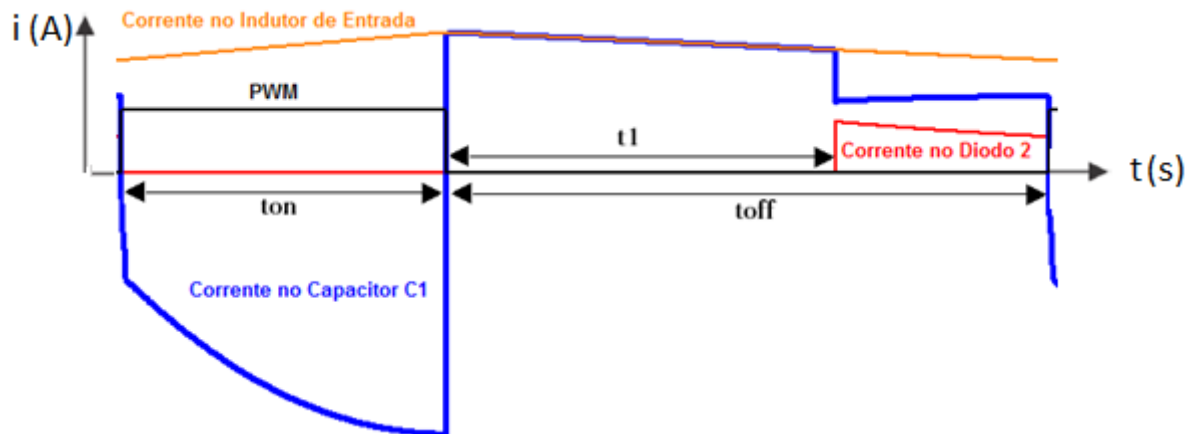 Corrente no Indutor de Entrada
i (A)
PWM
t1
Corrente no Diodo 2
t (s)
ton
toff
Corrente no Capacitor C1